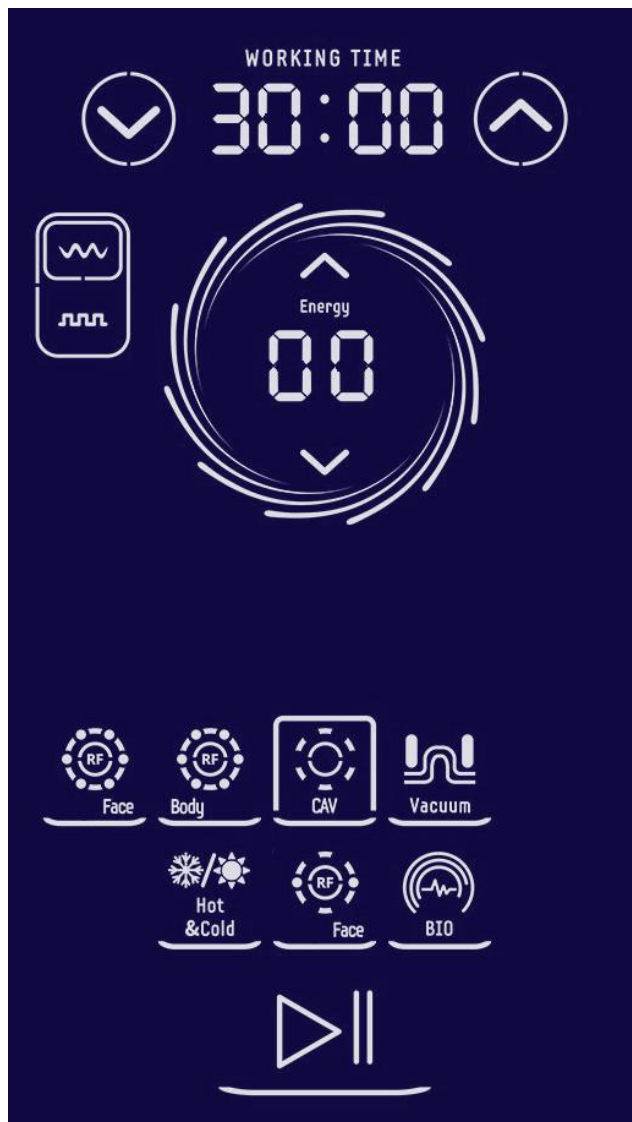 WORKING TIME
30:00
Energy
00
RF
Face
RF
Body
CAV
Vacuum
Hot
&Cold
RF
Face
BIO